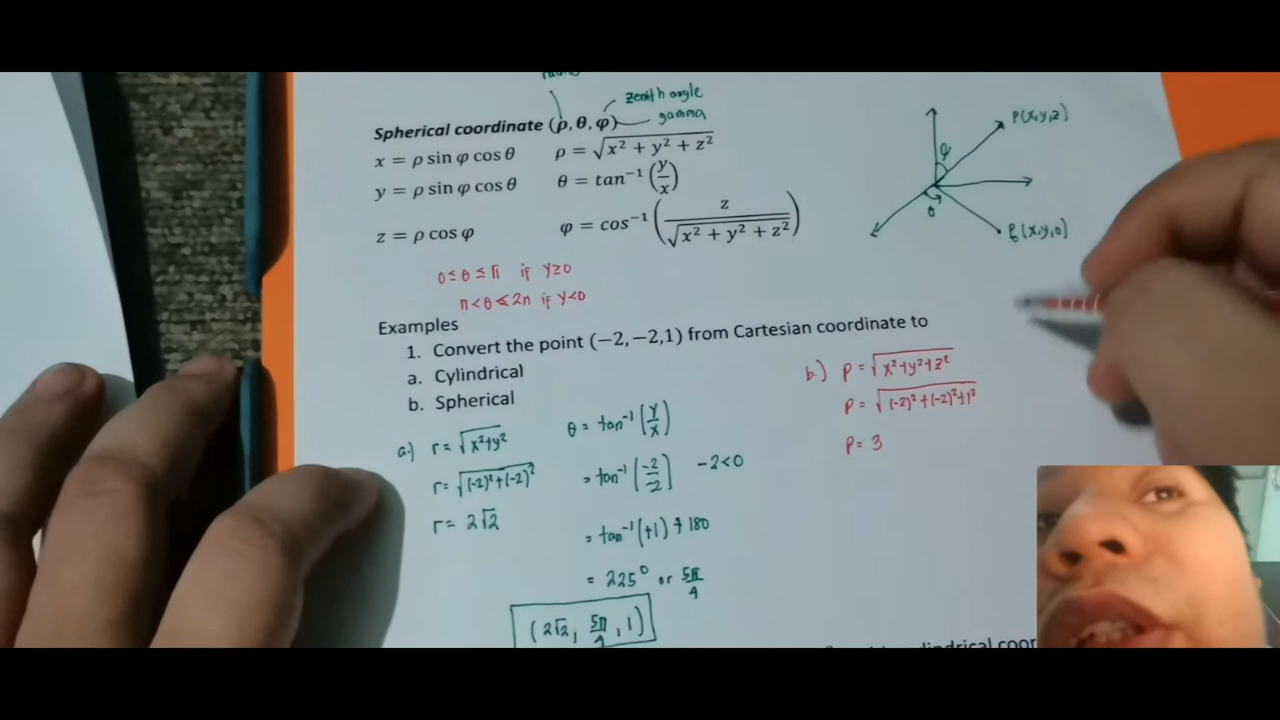 zenith angle
gamma
Spherical coordinate (ρ, θ, φ)
x = ρ sin φ cos θ
ρ = √x² + y² + z²
y = ρ sin φ cos θ
θ = tan⁻¹ (y/x)
z = ρ cos φ
φ = cos⁻¹ (z/√x² + y² + z²)
P(x,y,z)
φ
θ
(x,y,0)
0 ≤ θ ≤ π if y≥0
π < θ ≤ 2π if y<0
Examples
1. Convert the point (−2, −2,1) from Cartesian coordinate to
a. Cylindrical
b. Spherical
a.) r = √x²+y²
r = √(-2)² + (-2)²
r = 2√2
θ = tan⁻¹ (y/x)
= tan⁻¹ (-2/-2) -2<0
= tan⁻¹ (+1) + 180
= 225° or 5π/4
(2√2, 5π/4, 1)
b.) ρ = √x²+y²+z²
ρ = √(-2)² + (-2)² + 1²
ρ = 3